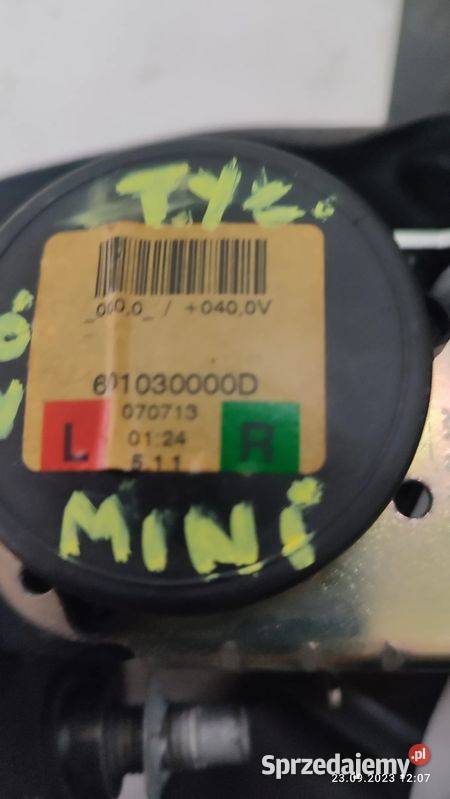 TYŁ
_000,0_ / +040,0V
601030000D
070713
L
01:24
R
5.1.1
MINI
Sprzedajemy.pl
23.09.2023 12:07